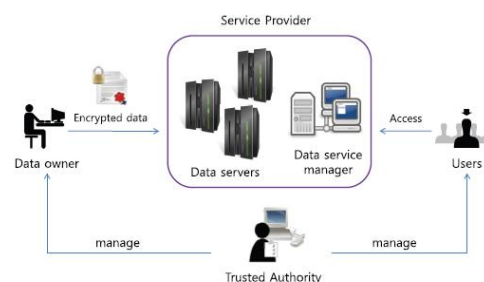 Service Provider
Encrypted data
Access
Data owner
Data servers
Data service
manager
Users
manage
manage
Trusted Authority